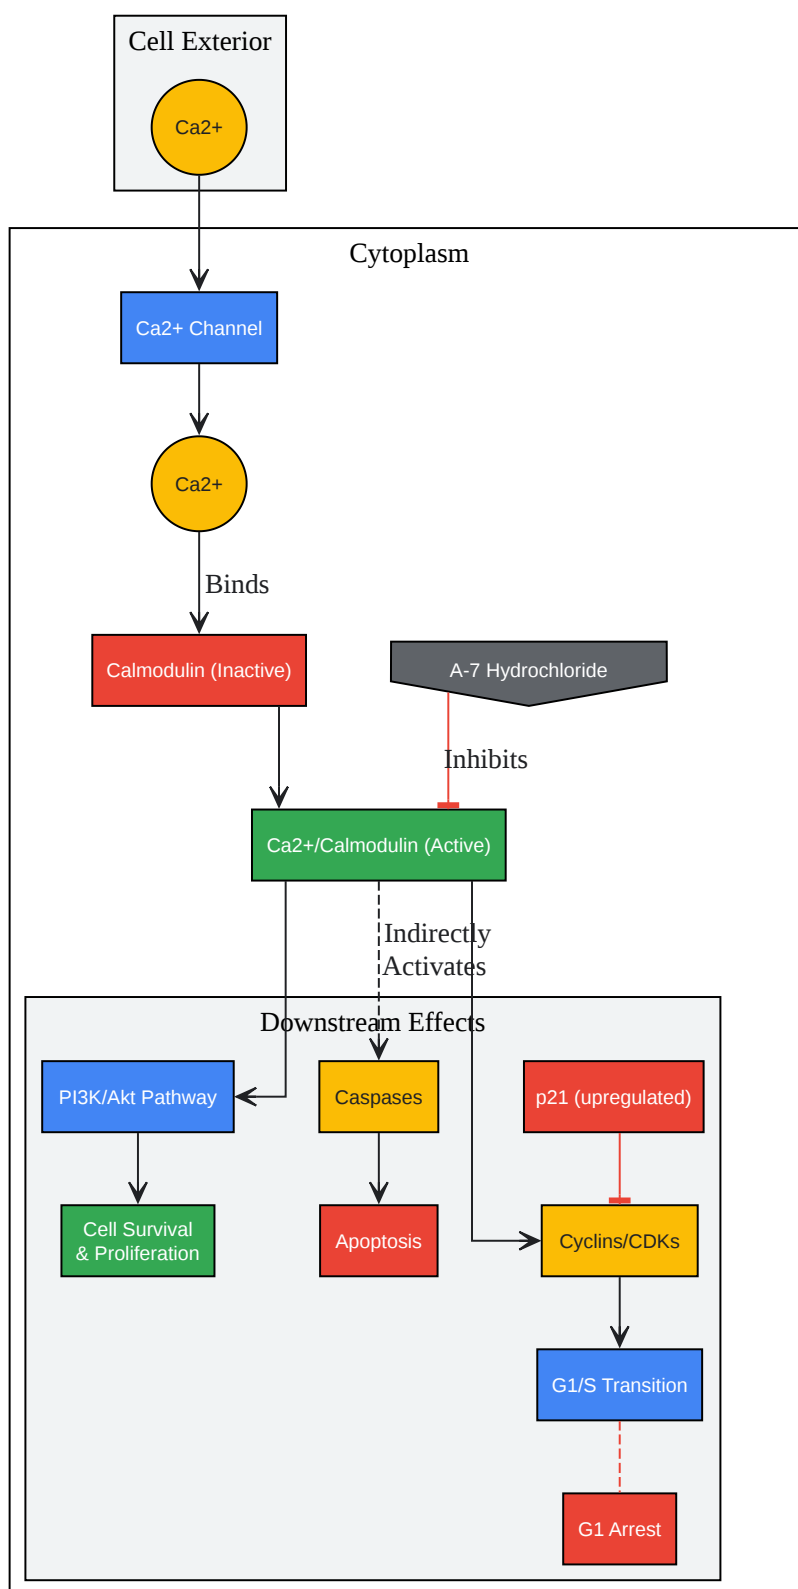 Cell Exterior
Ca2+
Cytoplasm
Ca2+ Channel
Ca2+
Binds
Calmodulin (Inactive)
A-7 Hydrochloride
Inhibits
Ca2+/Calmodulin (Active)
Indirectly
Activates
Downstream Effects
PI3K/Akt Pathway
Caspases
p21 (upregulated)
Cell Survival
& Proliferation
Apoptosis
Cyclins/CDKs
G1/S Transition
G1 Arrest